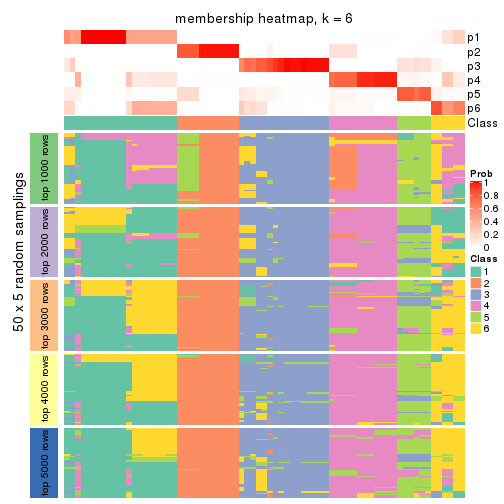 membership heatmap, k = 6
p1
p2
p3
p4
p5
p6
Class
50 x 5 random samplings
top 1000 rows
top 2000 rows
top 3000 rows
top 4000 rows
top 5000 rows
Prob
1
0.8
0.6
0.4
0.2
0
Class
1
2
3
4
5
6